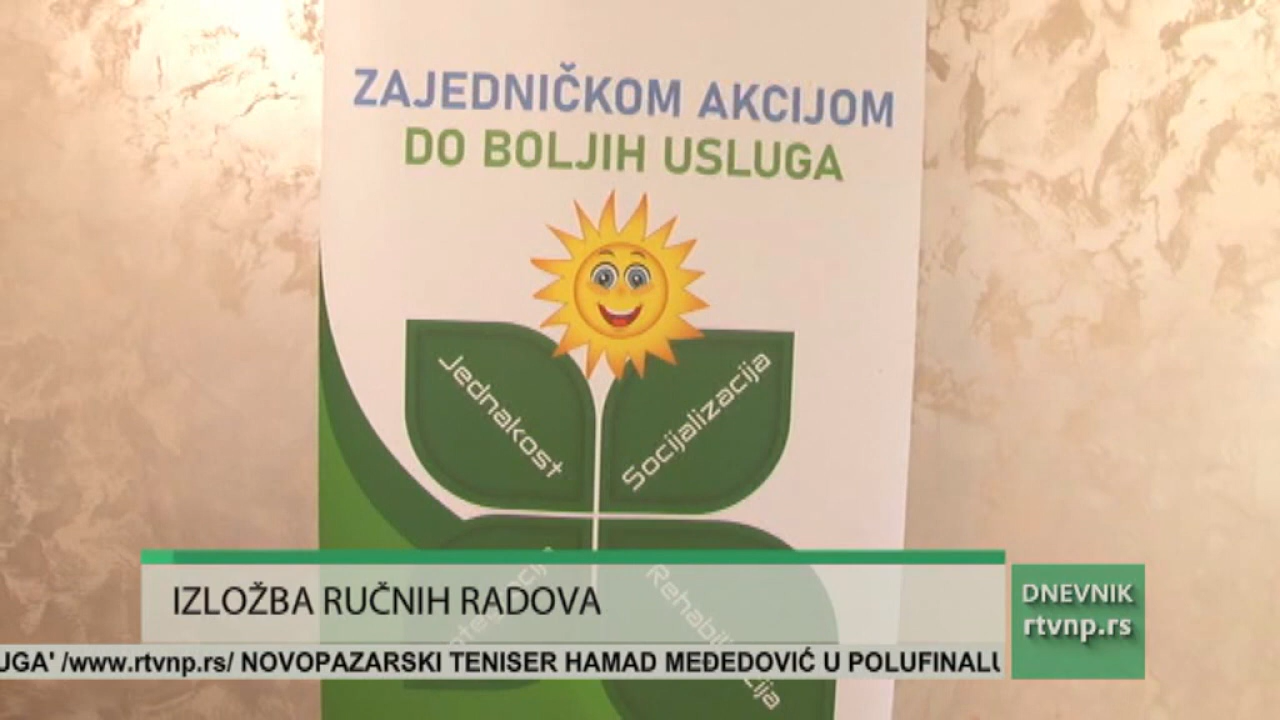 ZAJEDNIČKOM AKCIJOM
DO BOLJIH USLUGA
Jednakost
Socijalizacija
IZLOŽBA RUČNIH RADOVA
DNEVNIK
rtvnp.rs
/www.rtvnp.rs/ NOVOPAZARSKI TENISER HAMAD MEĐEDOVIĆ U POLUFINALU